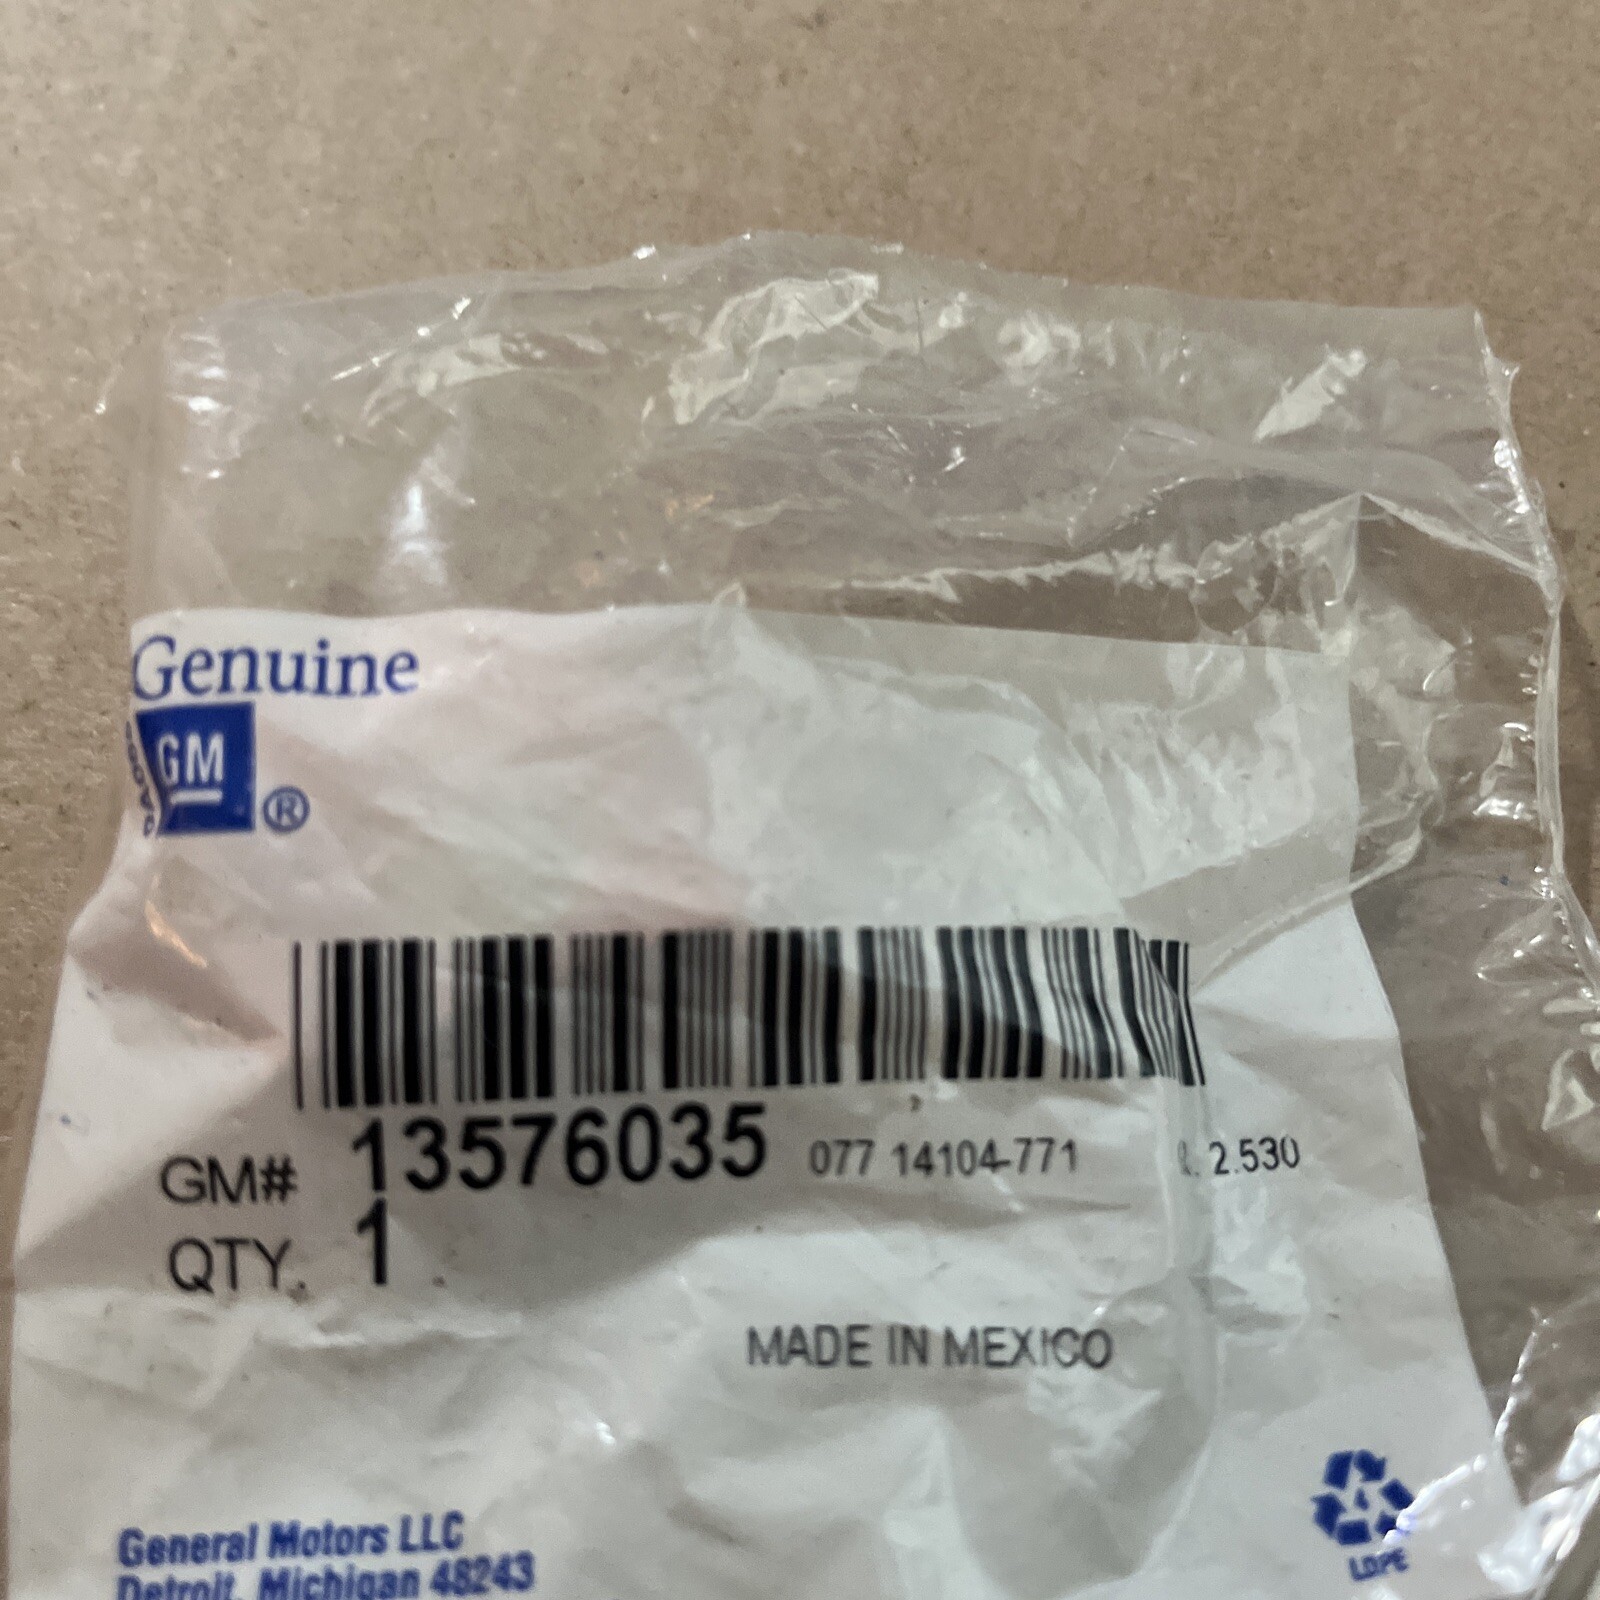 Genuine
GM ®
GM# 13576035 077 14104-771 2.530
QTY. 1
MADE IN MEXICO
General Motors LLC
Detroit, Michigan 48243
LDPE